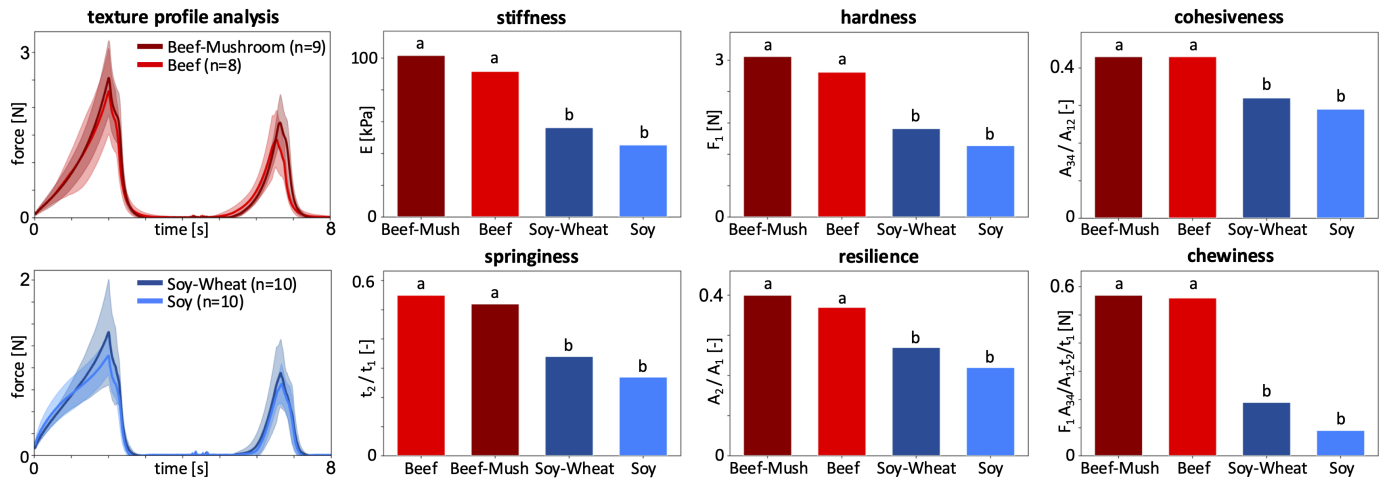 texture profile analysis
3
Beef-Mushroom (n=9)
Beef (n=8)
force [N]
0
0
time [s]
8
stiffness
100
a
a
b
b
E [kPa]
0
Beef-Mush
Beef
Soy-Wheat
Soy
hardness
3
a
a
b
b
F₁ [N]
0
Beef-Mush
Beef
Soy-Wheat
Soy
cohesiveness
0.4
a
a
b
b
A₃₄ / A₁₂ [-]
0
Beef-Mush
Beef
Soy-Wheat
Soy
2
Soy-Wheat (n=10)
Soy (n=10)
force [N]
0
0
time [s]
8
springiness
0.6
a
a
b
b
t₂ / t₁ [-]
0
Beef
Beef-Mush
Soy-Wheat
Soy
resilience
0.4
a
a
b
b
A₂ / A₁ [-]
0
Beef-Mush
Beef
Soy-Wheat
Soy
chewiness
0.6
a
a
b
b
F₁ A₃₄/A₁₂t₂/t₁ [N]
0
Beef-Mush
Beef
Soy-Wheat
Soy